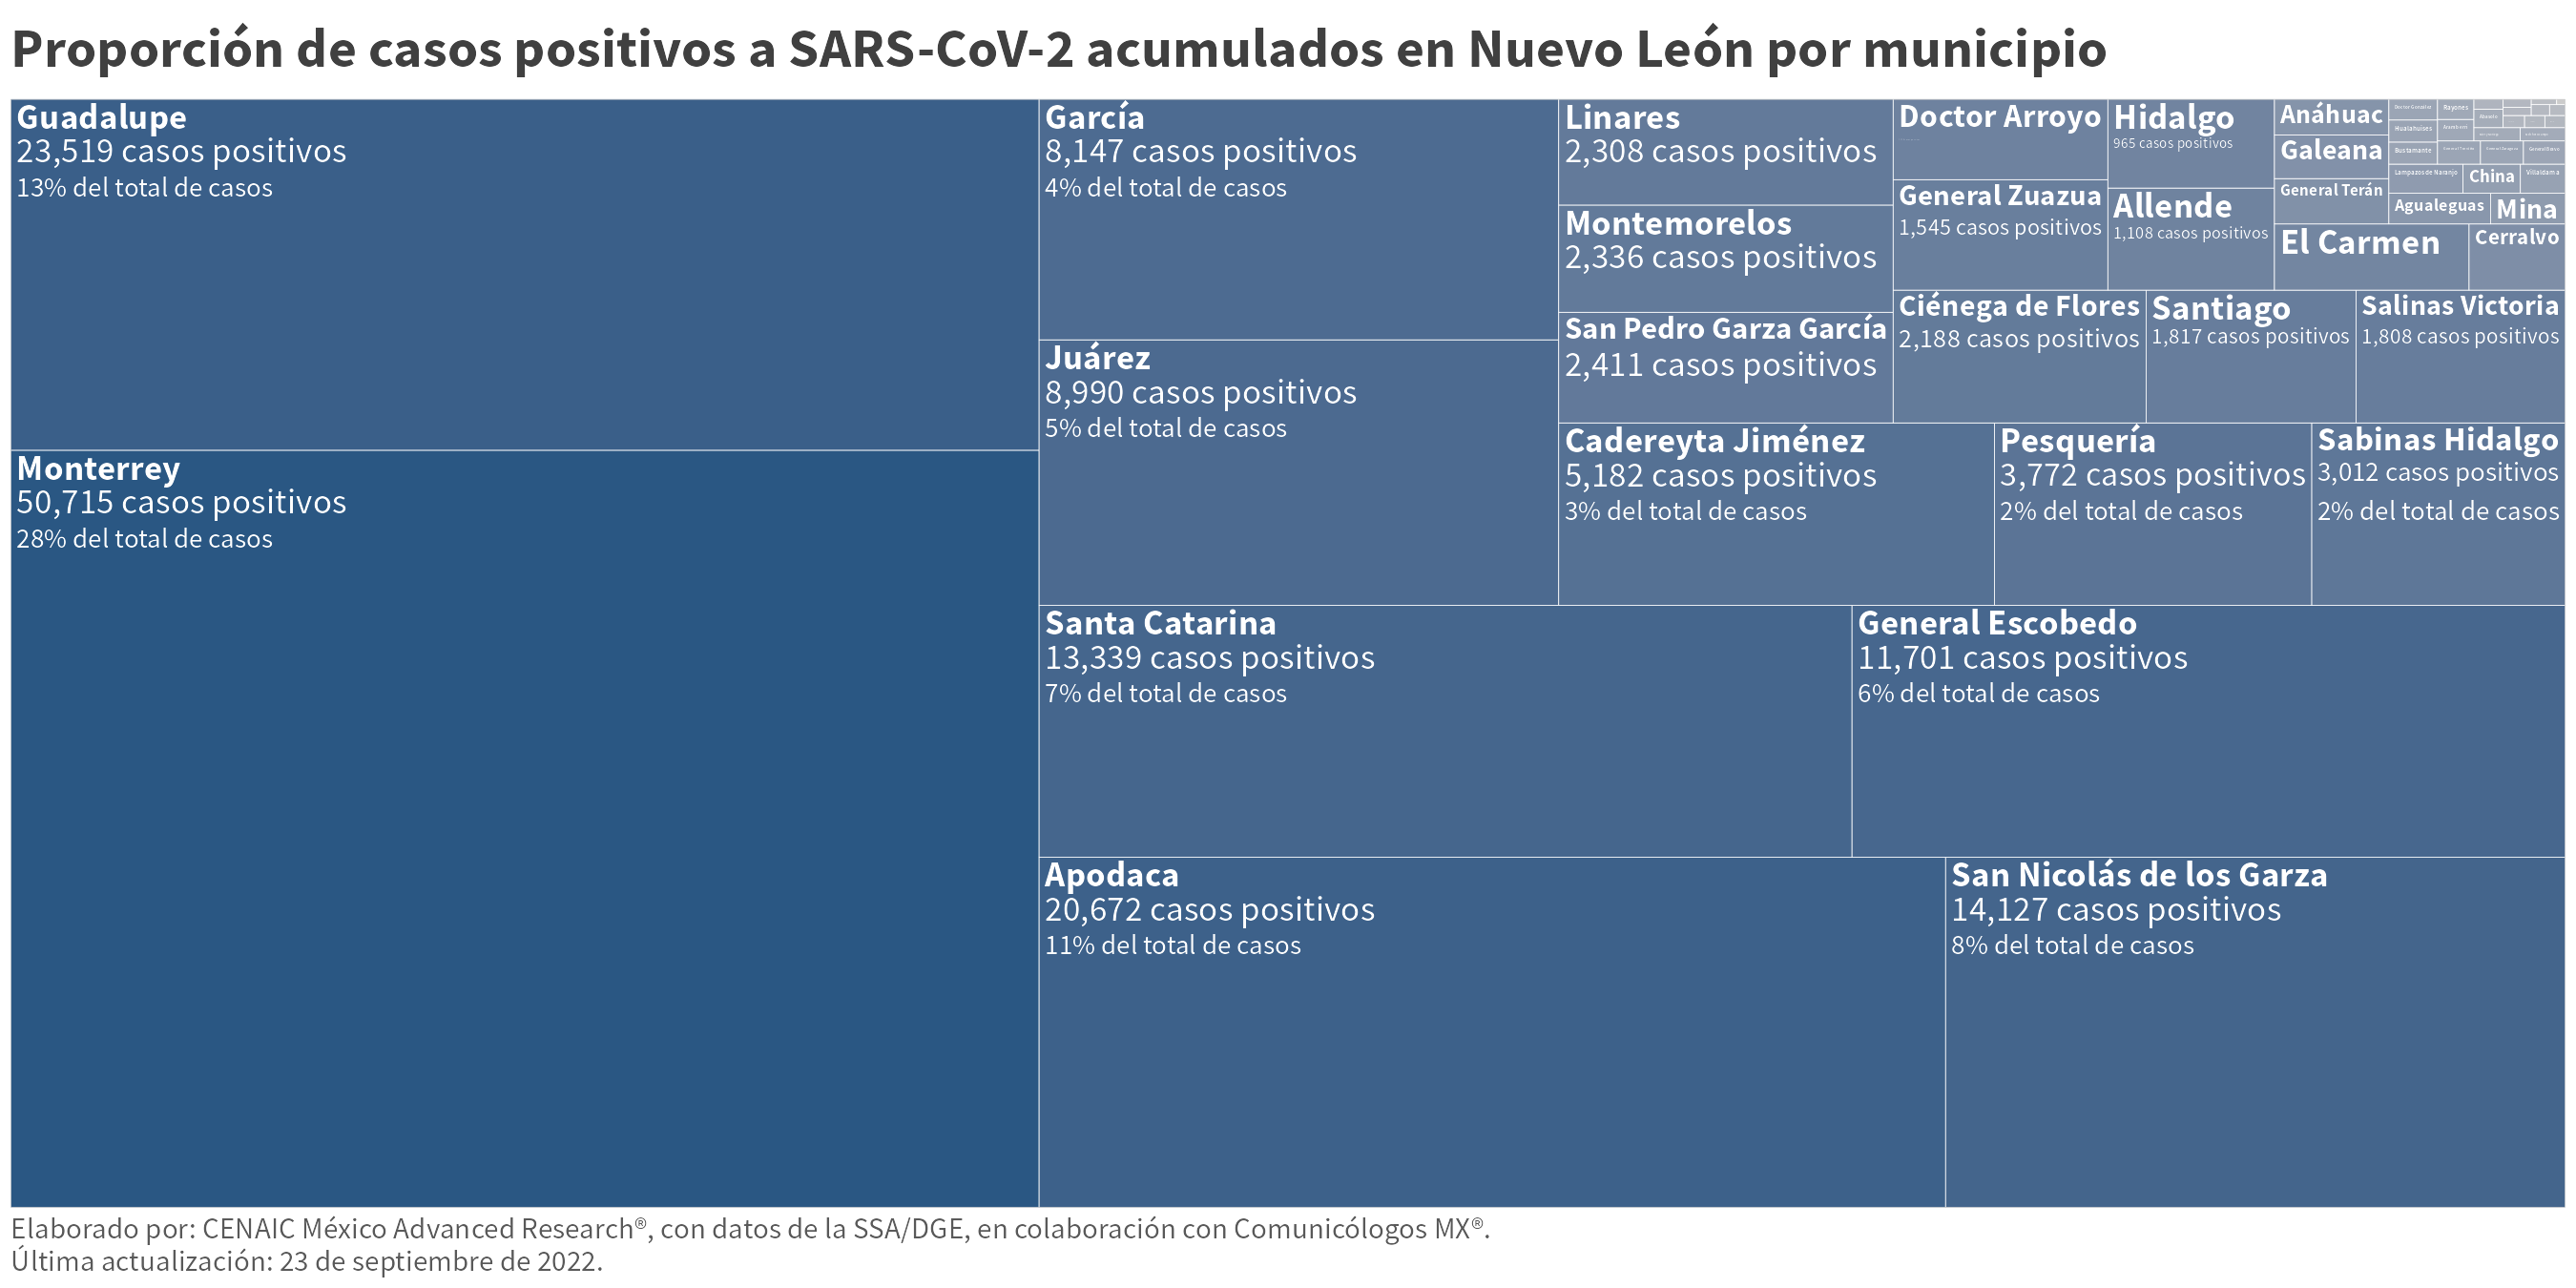 Proporción de casos positivos a SARS-CoV-2 acumulados en Nuevo León por municipio
Guadalupe
23,519 casos positivos
13% del total de casos
Monterrey
50,715 casos positivos
28% del total de casos
García
8,147 casos positivos
4% del total de casos
Juárez
8,990 casos positivos
5% del total de casos
Santa Catarina
13,339 casos positivos
7% del total de casos
General Escobedo
11,701 casos positivos
6% del total de casos
Apodaca
20,672 casos positivos
11% del total de casos
San Nicolás de los Garza
14,127 casos positivos
8% del total de casos
Linares
2,308 casos positivos
Montemorelos
2,336 casos positivos
San Pedro Garza García
2,411 casos positivos
Cadereyta Jiménez
5,182 casos positivos
3% del total de casos
Pesquería
3,772 casos positivos
2% del total de casos
Sabinas Hidalgo
3,012 casos positivos
2% del total de casos
Doctor Arroyo
General Zuazua
1,545 casos positivos
Hidalgo
965 casos positivos
Allende
1,108 casos positivos
Ciénega de Flores
2,188 casos positivos
Santiago
1,817 casos positivos
Salinas Victoria
1,808 casos positivos
Anáhuac
Galeana
General Terán
El Carmen
Cerralvo
Agualeguas
Mina
Lampazos de Naranjo
China
Villaldama
Doctor González
Rayones
Hualahuises
Bustamante
Elaborado por: CENAIC México Advanced Research®, con datos de la SSA/DGE, en colaboración con Comunicólogos MX®.
Última actualización: 23 de septiembre de 2022.